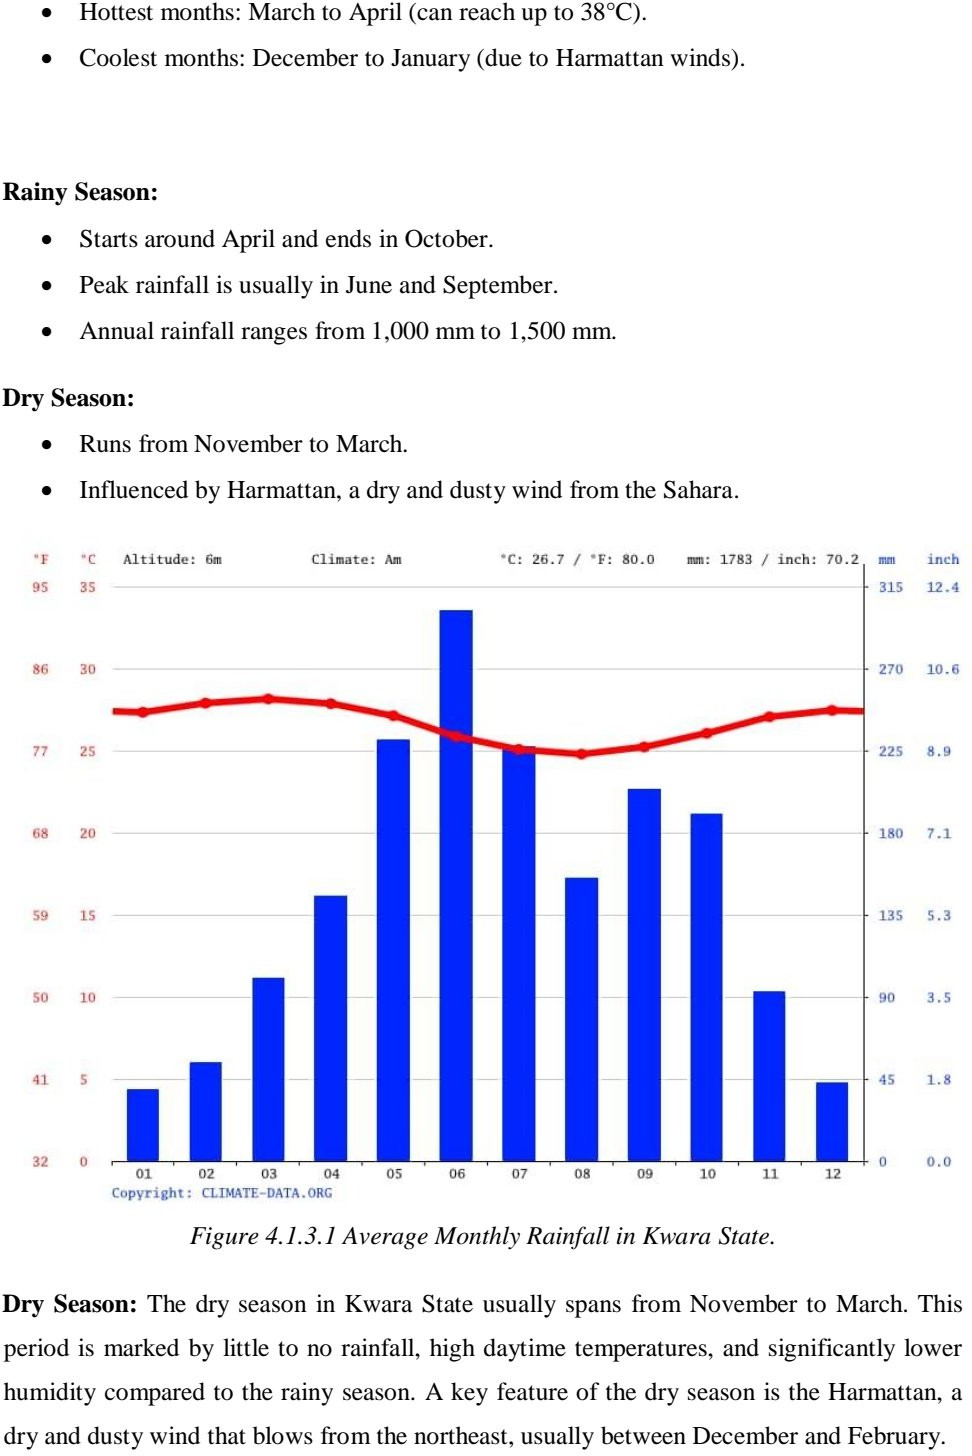 • Hottest months: March to April (can reach up to 38°C).
• Coolest months: December to January (due to Harmattan winds).
Rainy Season:
• Starts around April and ends in October.
• Peak rainfall is usually in June and September.
• Annual rainfall ranges from 1,000 mm to 1,500 mm.
Dry Season:
• Runs from November to March.
• Influenced by Harmattan, a dry and dusty wind from the Sahara.
°F °C Altitude: 6m Climate: Am °C: 26.7 / °F: 80.0 mm: 1783 / inch: 70.2 mm inch
95 35 315 12.4
86 30 270 10.6
77 25 225 8.9
68 20 180 7.1
59 15 135 5.3
50 10 90 3.5
41 5 45 1.8
32 0 0 0.0
01 02 03 04 05 06 07 08 09 10 11 12
Copyright: CLIMATE-DATA.ORG
Figure 4.1.3.1 Average Monthly Rainfall in Kwara State.
Dry Season: The dry season in Kwara State usually spans from November to March. This
period is marked by little to no rainfall, high daytime temperatures, and significantly lower
humidity compared to the rainy season. A key feature of the dry season is the Harmattan, a
dry and dusty wind that blows from the northeast, usually between December and February.